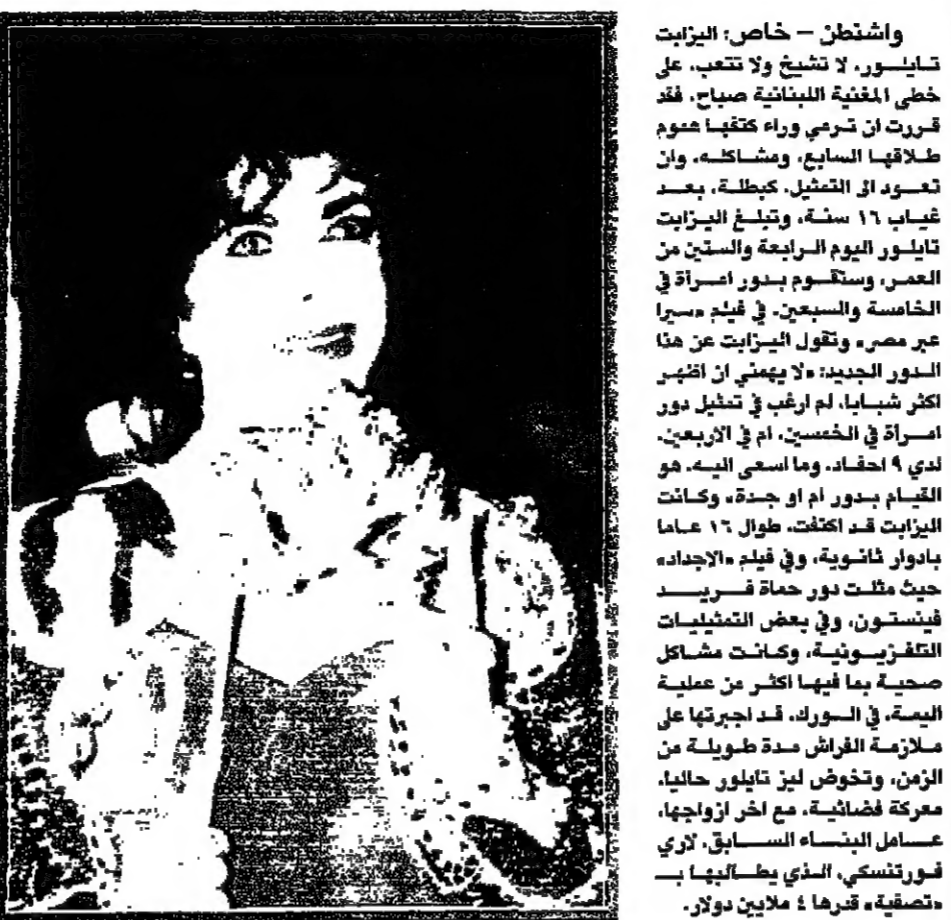 واشنطن – خاص: اليزابت
تايلور، لا تشيخ ولا تتعب، على
خطى المغنية اللبنانية صباح. فقد
قررت ان ترمي وراء كتفها هموم
طلاقها السابع، ومشاكله، وان
تعود الى التمثيل، كبطلة، بعد
غياب ١٦ سنة، وتبلغ اليزابت
تايلور اليوم الرابعة والستين من
العمر، وستقوم بدور امرأة في
الخامسة والسبعين، في فيلم «سيرا
عبر مصر» وتقول اليزابت عن هذا
الدور الجديد: «لا يهمني ان اظهر
اكثر شبابا، لم ارغب في تمثيل دور
امرأة في الخمسين، ام في الاربعين.
لدي ٩ احفاد، وما اسعى اليه، هو
القيام بدور ام او جدة» وكانت
اليزابت قد اكتفت، طوال ١٦ عاما
بادوار ثانوية، وفي فيلم «الاجداد»
حيث مثلت دور حماة فريد
فينستون، وفي بعض التمثيليات
التلفزيونية، وكانت مشاكل
صحية بما فيها اكثر من عملية
اليمة، في الورك، قد اجبرتها على
ملازمة الفراش مدة طويلة من
الزمن، وتخوض ليز تايلور حاليا،
معركة قضائية، مع اخر ازواجها،
عامل البناء السابق، لاري
فورتنسكي، الذي يطالبها بـ
«تصفية» قدرها ٤ ملايين دولار.